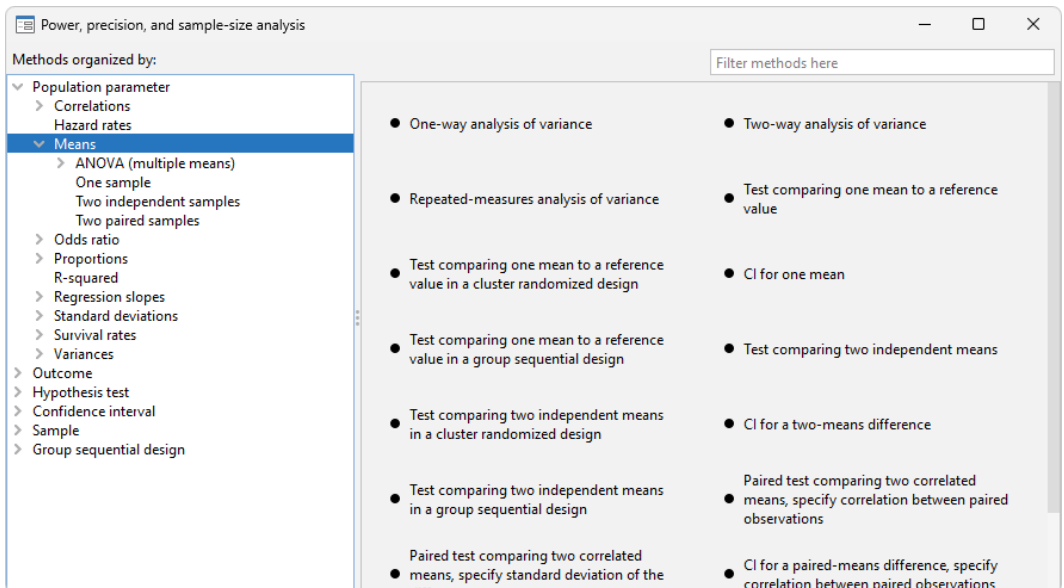 Power, precision, and sample-size analysis
Methods organized by:
Filter methods here
Population parameter
Correlations
Hazard rates
Means
ANOVA (multiple means)
One sample
Two independent samples
Two paired samples
Odds ratio
Proportions
R-squared
Regression slopes
Standard deviations
Survival rates
Variances
Outcome
Hypothesis test
Confidence interval
Sample
Group sequential design
One-way analysis of variance
Two-way analysis of variance
Repeated-measures analysis of variance
Test comparing one mean to a reference
value
Test comparing one mean to a reference
value in a cluster randomized design
CI for one mean
Test comparing one mean to a reference
value in a group sequential design
Test comparing two independent means
Test comparing two independent means
in a cluster randomized design
CI for a two-means difference
Test comparing two independent means
in a group sequential design
Paired test comparing two correlated
means, specify correlation between paired
observations
Paired test comparing two correlated
means, specify standard deviation of the
CI for a paired-means difference, specify
correlation between paired observations